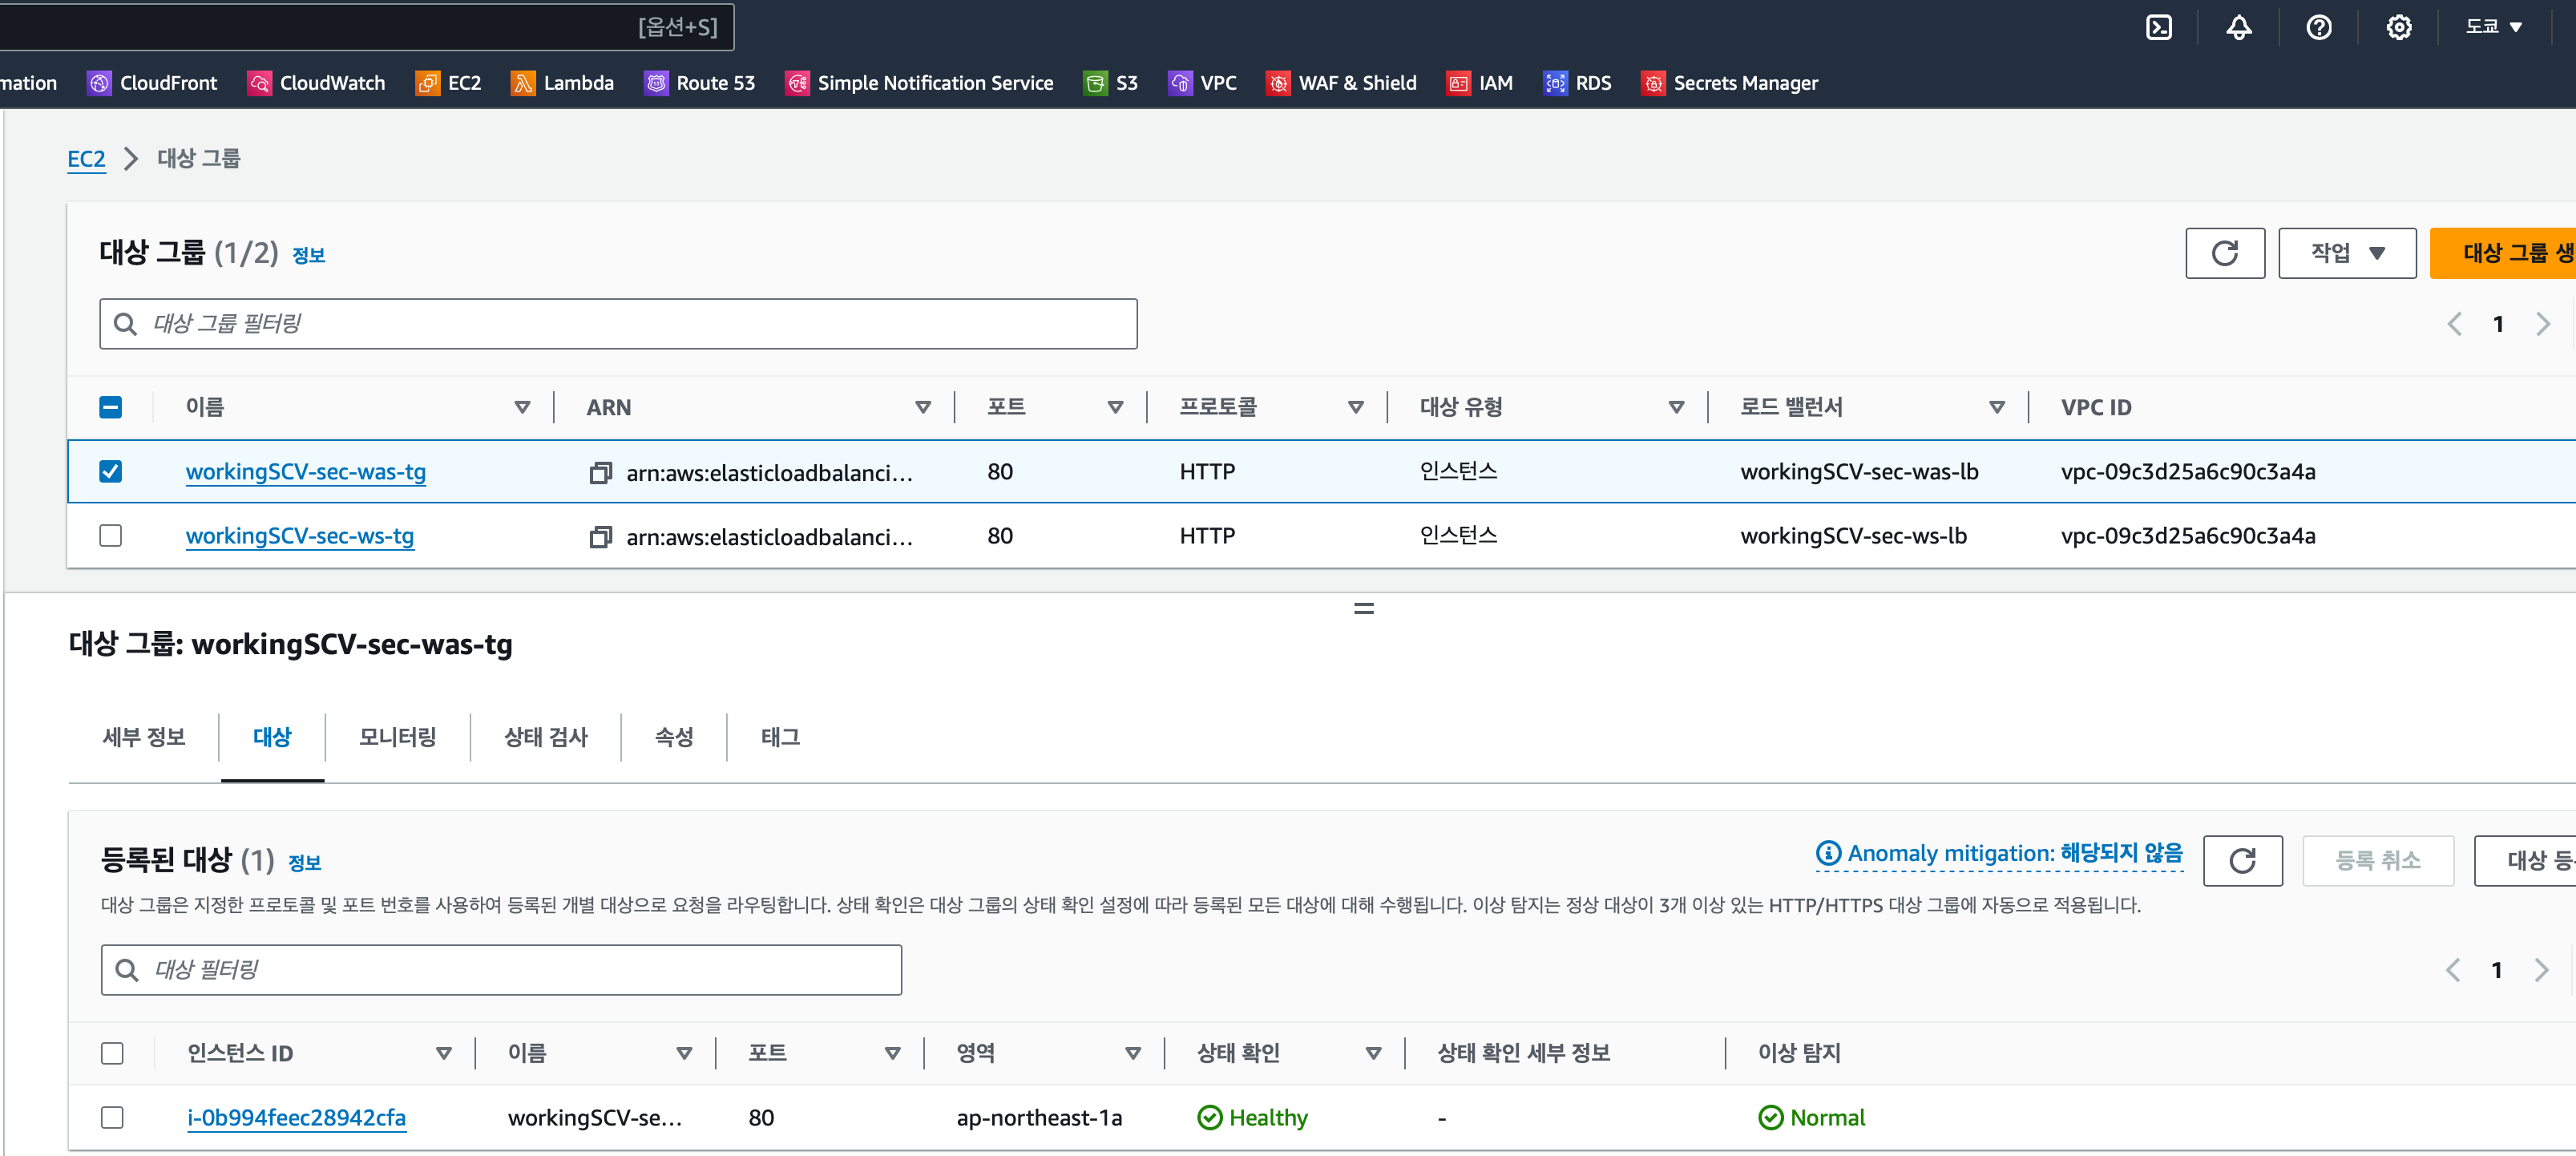 [옵션+S]
도쿄
mation CloudFront CloudWatch EC2 Lambda Route 53 Simple Notification Service S3 VPC WAF & Shield IAM RDS Secrets Manager
EC2 대상 그룹
대상 그룹 (1/2) 정보
작업
대상 그룹 생
대상 그룹 필터링
1
이름 ARN 포트 프로토콜 대상 유형 로드 밸런서 VPC ID
workingSCV-sec-was-tg arn:aws:elasticloadbalanci... 80 HTTP 인스턴스 workingSCV-sec-was-lb vpc-09c3d25a6c90c3a4a
workingSCV-sec-ws-tg arn:aws:elasticloadbalanci... 80 HTTP 인스턴스 workingSCV-sec-ws-lb vpc-09c3d25a6c90c3a4a
대상 그룹: workingSCV-sec-was-tg
세부 정보 대상 모니터링 상태 검사 속성 태그
등록된 대상 (1) 정보
Anomaly mitigation: 해당되지 않음
등록 취소
대상 등
대상 그룹은 지정한 프로토콜 및 포트 번호를 사용하여 등록된 개별 대상으로 요청을 라우팅합니다. 상태 확인은 대상 그룹의 상태 확인 설정에 따라 등록된 모든 대상에 대해 수행됩니다. 이상 탐지는 정상 대상이 3개 이상 있는 HTTP/HTTPS 대상 그룹에 자동으로 적용됩니다.
대상 필터링
1
인스턴스 ID 이름 포트 영역 상태 확인 상태 확인 세부 정보 이상 탐지
i-0b994feec28942cfa workingSCV-se... 80 ap-northeast-1a Healthy - Normal